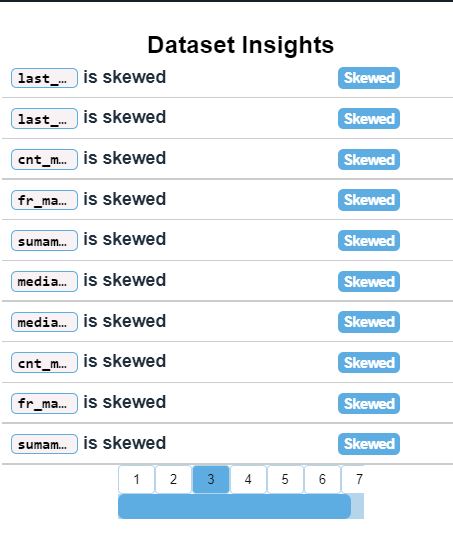 Dataset Insights
last_… is skewed Skewed
last_… is skewed Skewed
cnt_m… is skewed Skewed
fr_ma… is skewed Skewed
sumam… is skewed Skewed
media… is skewed Skewed
media… is skewed Skewed
cnt_m… is skewed Skewed
fr_ma… is skewed Skewed
sumam… is skewed Skewed
1 2 3 4 5 6 7